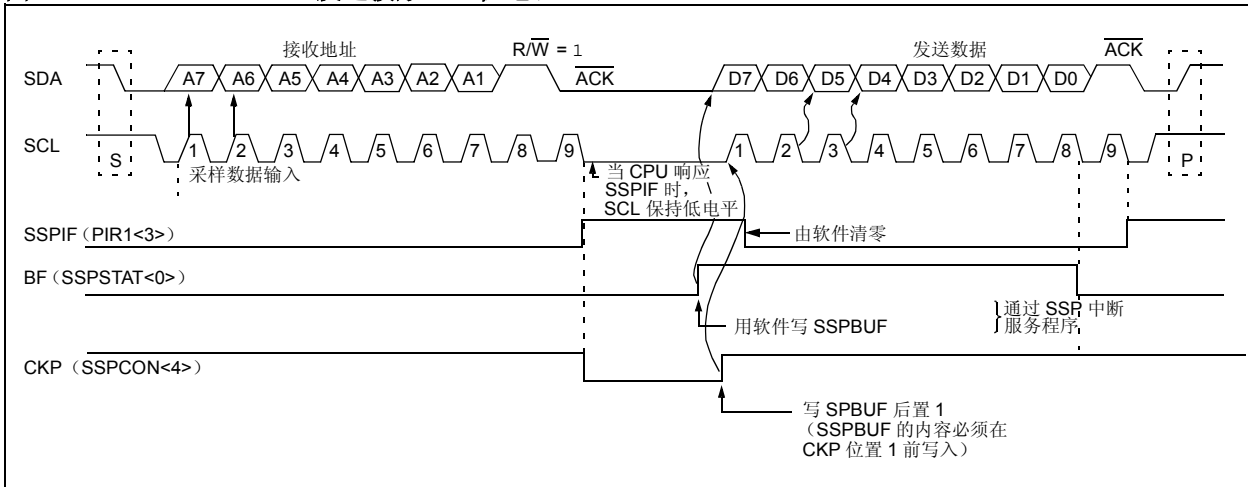 接收地址 R/W = 1 发送数据 ACK
SDA A7 A6 A5 A4 A3 A2 A1 ACK D7 D6 D5 D4 D3 D2 D1 D0
SCL 1 2 3 4 5 6 7 8 9 1 2 3 4 5 6 7 8 9
S P
采样数据输入
当 CPU 响应
SSPIF 时，
SCL 保持低电平
SSPIF（PIR1<3>）
由软件清零
BF（SSPSTAT<0>）
用软件写 SSPBUF
通过 SSP 中断
服务程序
CKP（SSPCON<4>）
写 SPBUF 后置 1
（SSPBUF 的内容必须在
CKP 位置 1 前写入）